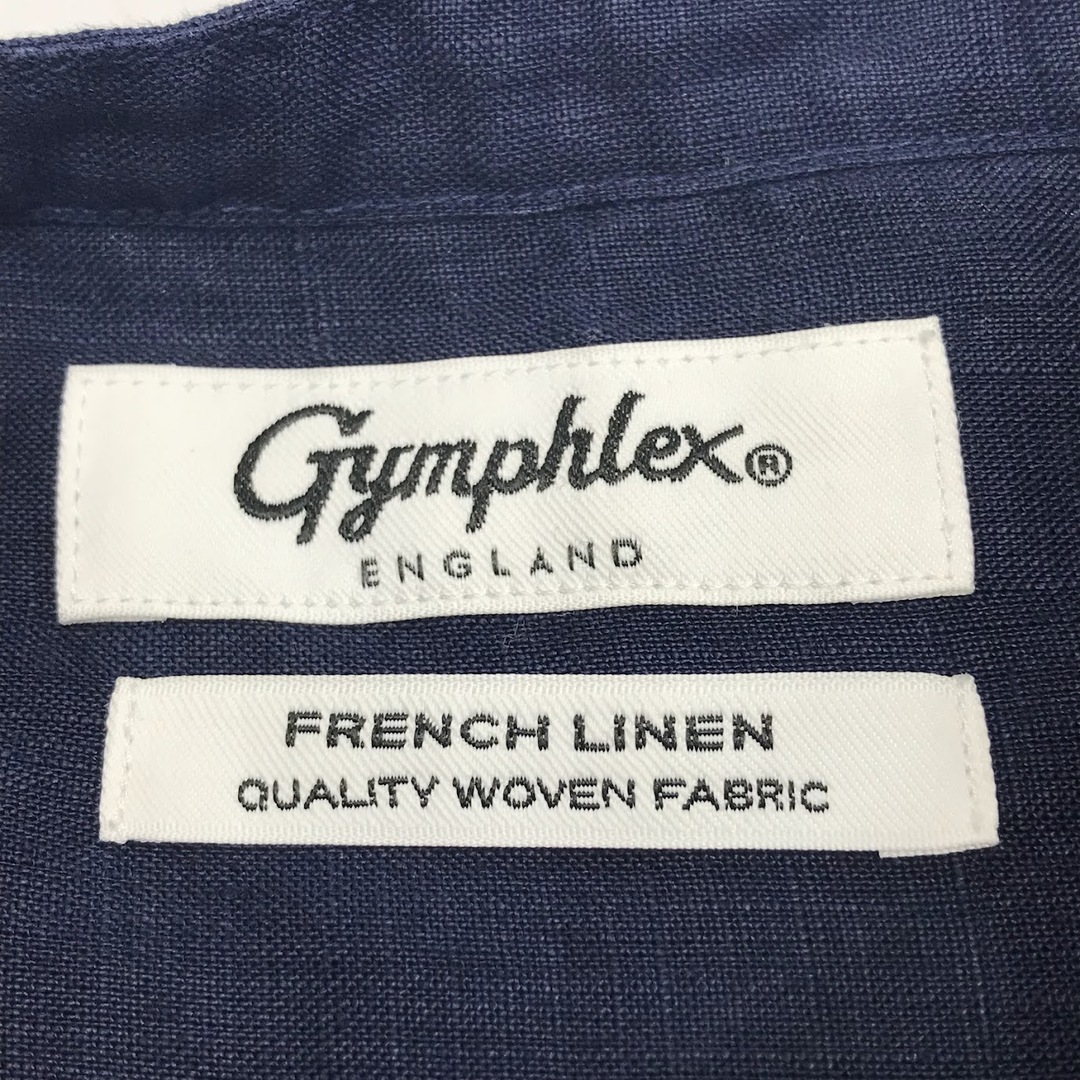 Gymphlex®
ENGLAND
FRENCH LINEN
QUALITY WOVEN FABRIC